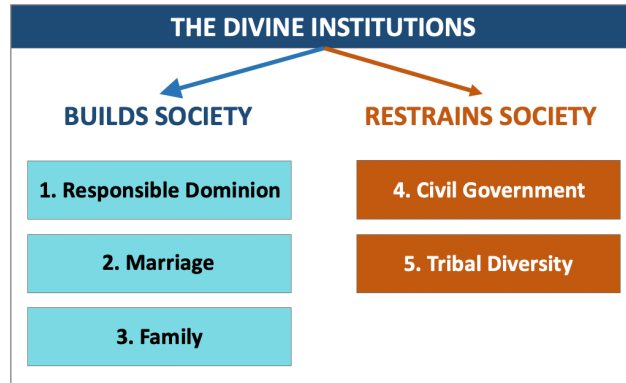 THE DIVINE INSTITUTIONS
BUILDS SOCIETY
1. Responsible Dominion
2. Marriage
3. Family
RESTRAINS SOCIETY
4. Civil Government
5. Tribal Diversity